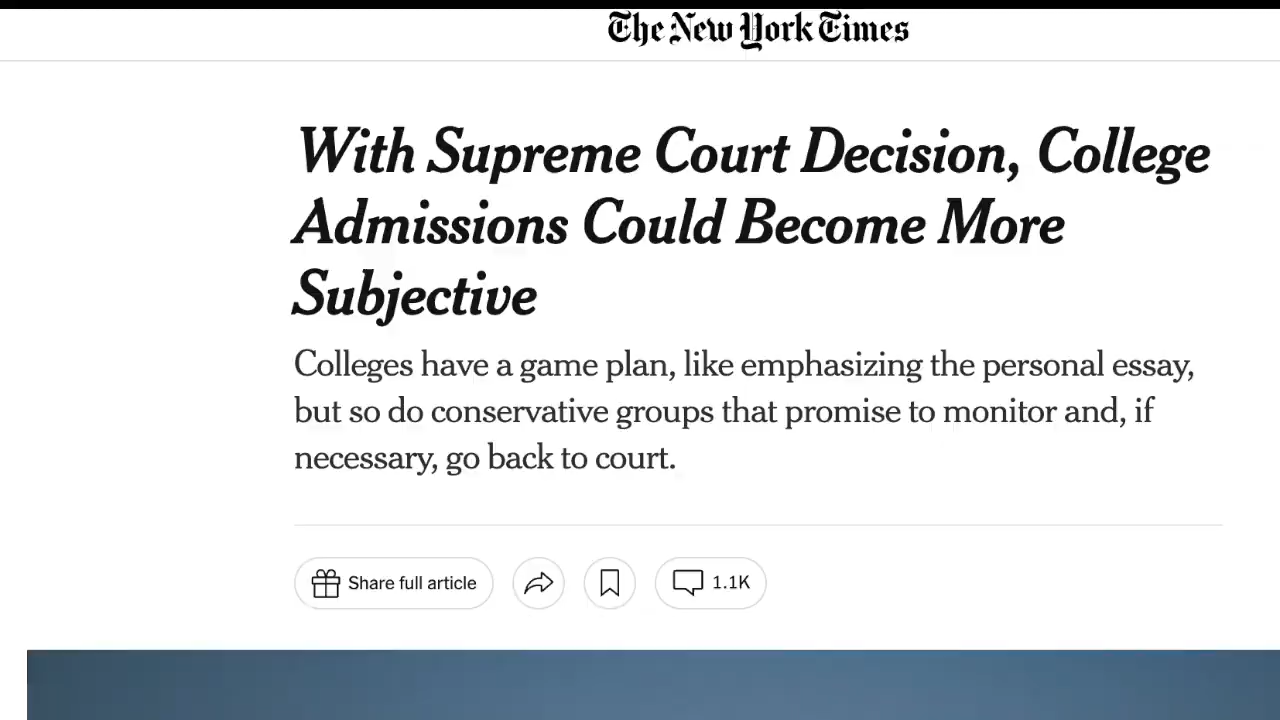 The New York Times
With Supreme Court Decision, College
Admissions Could Become More
Subjective
Colleges have a game plan, like emphasizing the personal essay,
but so do conservative groups that promise to monitor and, if
necessary, go back to court.
Share full article
1.1K